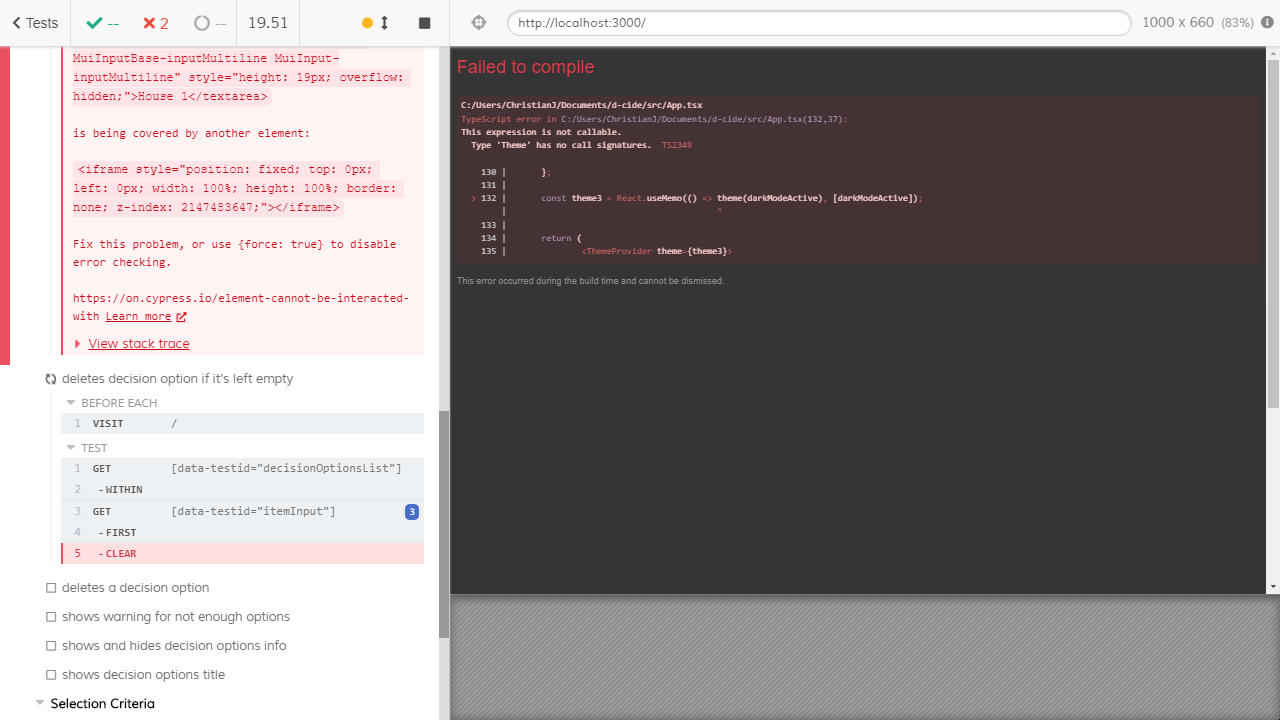 Tests
--
2
--
19.51
http://localhost:3000/
1000 x 660 (83%)
MuiInputBase-inputMultiline MuiInput-
inputMultiline" style="height: 19px; overflow:
hidden;">House 1</textarea>
is being covered by another element:
<iframe style="position: fixed; top: 0px;
left: 0px; width: 100%; height: 100%; border:
none; z-index: 2147483647;"></iframe>
Fix this problem, or use {force: true} to disable
error checking.
https://on.cypress.io/element-cannot-be-interacted-
with Learn more
View stack trace
deletes decision option if it's left empty
BEFORE EACH
1 VISIT /
TEST
1 GET [data-testid="decisionOptionsList"]
2 -WITHIN
3 GET [data-testid="itemInput"] 3
4 -FIRST
5 -CLEAR
deletes a decision option
shows warning for not enough options
shows and hides decision options info
shows decision options title
Selection Criteria
Failed to compile
C:/Users/ChristianJ/Documents/d-cide/src/App.tsx
TypeScript error in C:/Users/ChristianJ/Documents/d-cide/src/App.tsx(132,37):
This expression is not callable.
Type 'Theme' has no call signatures. TS2349
130 | };
131 |
> 132 | const theme3 = React.useMemo(() => theme(darkModeActive), [darkModeActive]);
| ^
133 |
134 | return (
135 | <ThemeProvider theme={theme3}>
This error occurred during the build time and cannot be dismissed.